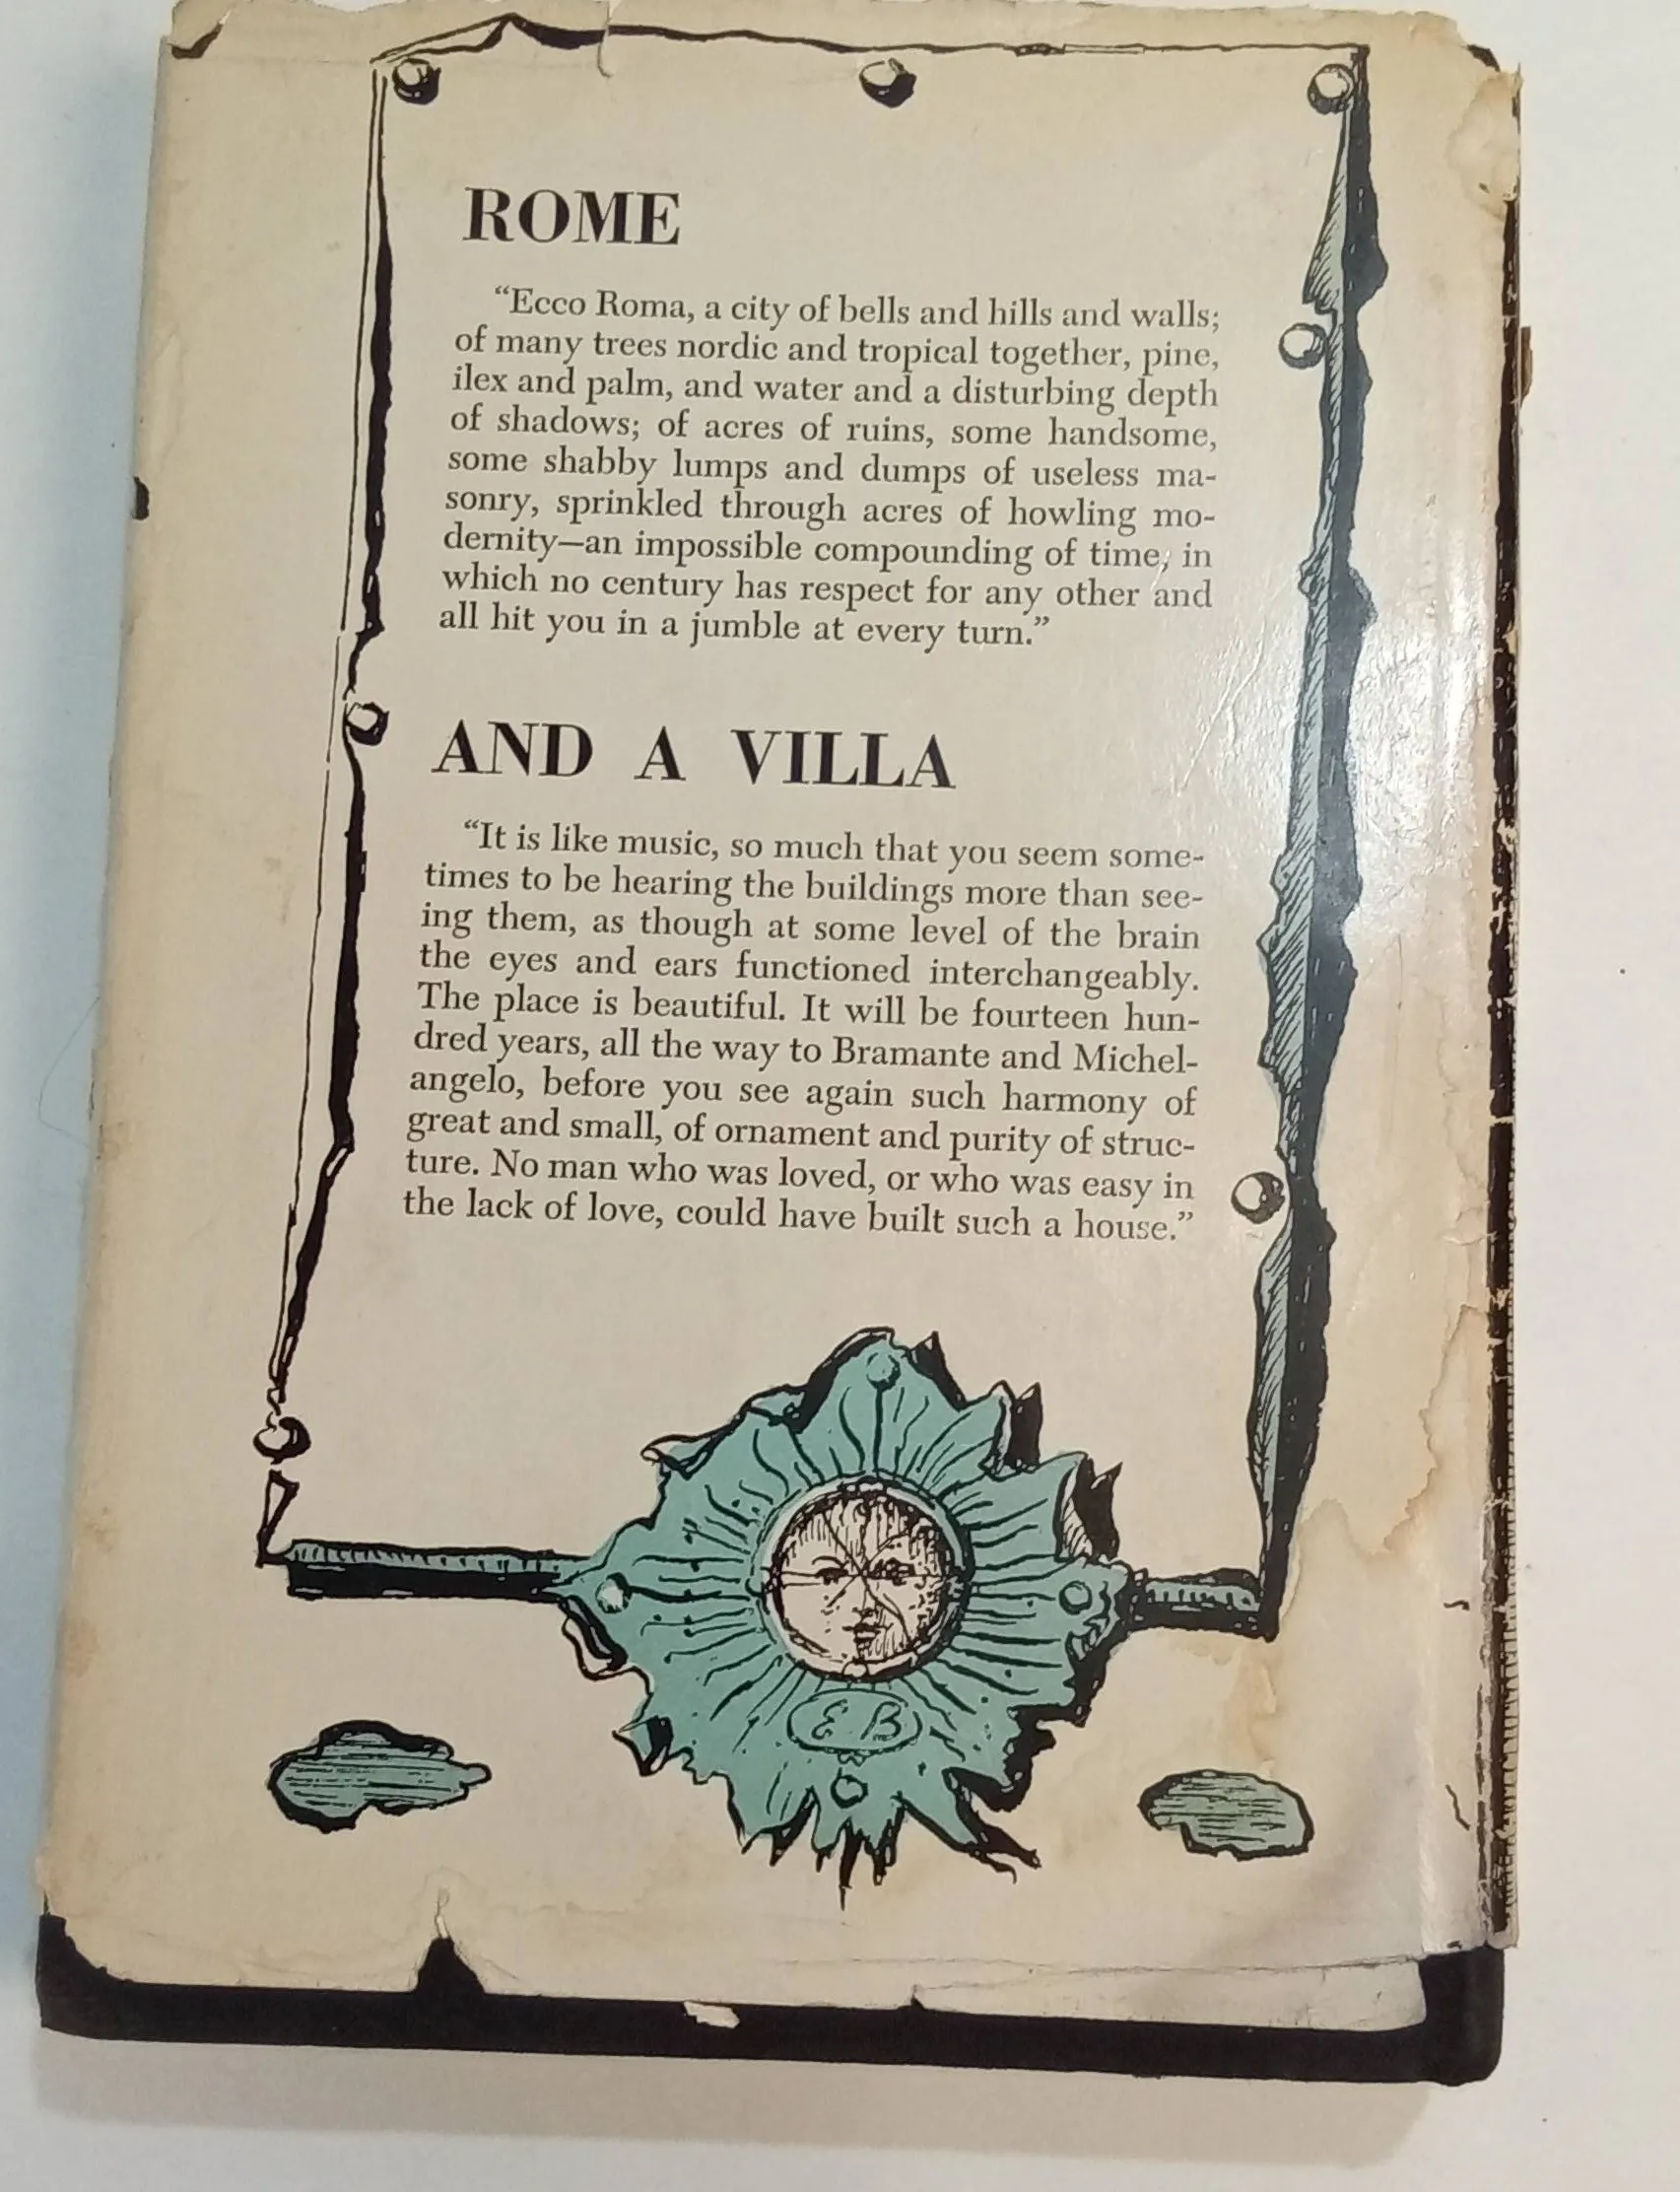 ROME
“Ecco Roma, a city of bells and hills and walls;
of many trees nordic and tropical together, pine,
ilex and palm, and water and a disturbing depth
of shadows; of acres of ruins, some handsome,
some shabby lumps and dumps of useless ma-
sonry, sprinkled through acres of howling mo-
dernity—an impossible compounding of time, in
which no century has respect for any other and
all hit you in a jumble at every turn.”
AND A VILLA
“It is like music, so much that you seem some-
times to be hearing the buildings more than see-
ing them, as though at some level of the brain
the eyes and ears functioned interchangeably.
The place is beautiful. It will be fourteen hun-
dred years, all the way to Bramante and Michel-
angelo, before you see again such harmony of
great and small, of ornament and purity of struc-
ture. No man who was loved, or who was easy in
the lack of love, could have built such a house.”
E B